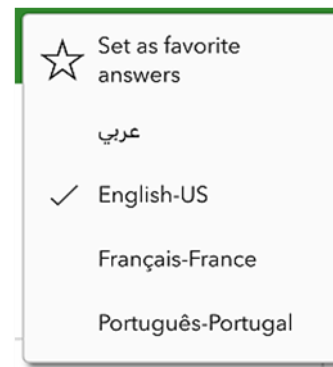 Set as favorite
answers
عربي
English-US
Français-France
Português-Portugal